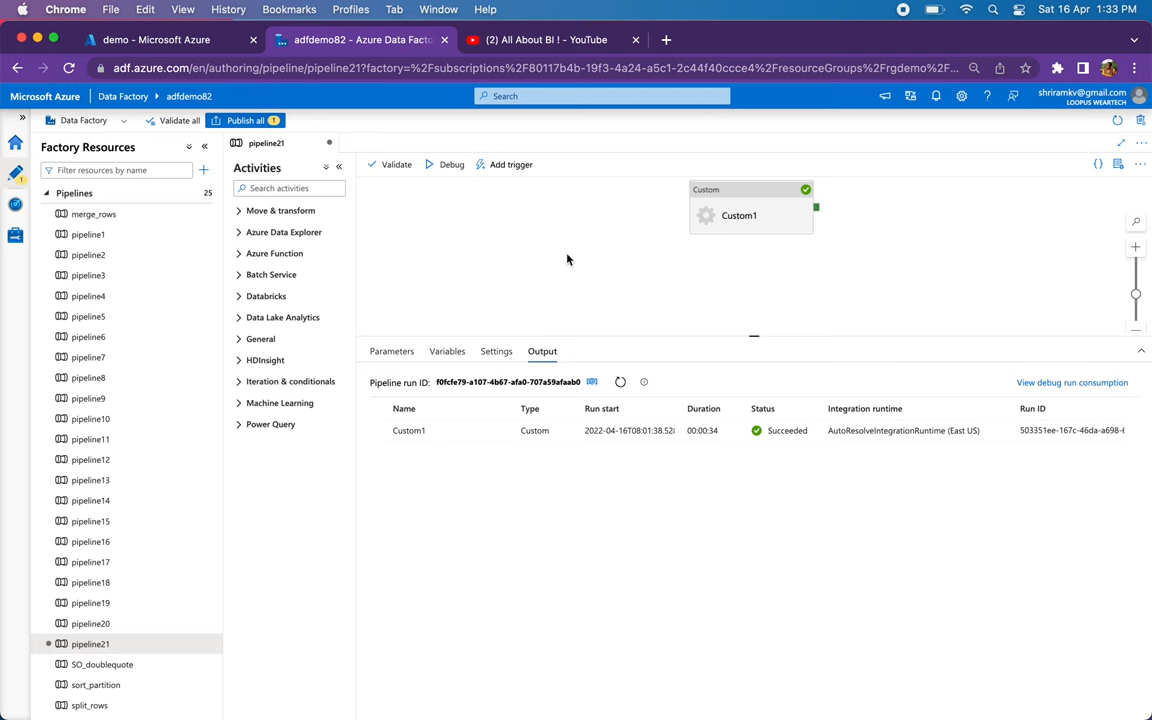 Chrome File Edit View History Bookmarks Profiles Tab Window Help Sat 16 Apr 1:33 PM
demo - Microsoft Azure adfdemo82 - Azure Data Facto (2) All About BI ! - YouTube
adf.azure.com/en/authoring/pipeline/pipeline21?factory=%2Fsubscriptions%2F80117b4b-19f3-4a24-a5c1-2c44f40ccce4%2FresourceGroups%2Frgdemo%2F...
Microsoft Azure Data Factory adfdemo82 Search shriramkv@gmail.com
LOOPUS WEARTECH
Data Factory Validate all Publish all 1
Factory Resources pipeline21
Filter resources by name Activities Validate Debug Add trigger
Search activities
Pipelines 25
merge_rows
pipeline1
pipeline2
pipeline3
pipeline4
pipeline5
pipeline6
pipeline7
pipeline8
pipeline9
pipeline10
pipeline11
pipeline12
pipeline13
pipeline14
pipeline15
pipeline16
pipeline17
pipeline18
pipeline19
pipeline20
pipeline21
SO_doublequote
sort_partition
split_rows
Move & transform
Azure Data Explorer
Azure Function
Batch Service
Databricks
Data Lake Analytics
General
HDInsight
Iteration & conditionals
Machine Learning
Power Query
Custom
Custom1
Parameters Variables Settings Output
Pipeline run ID: f0fcfe79-a107-4b67-afa0-707a59afaab0 View debug run consumption
Name Type Run start Duration Status Integration runtime Run ID
Custom1 Custom 2022-04-16T08:01:38.52 00:00:34 Succeeded AutoResolveIntegrationRuntime (East US) 503351ee-167c-46da-a698-